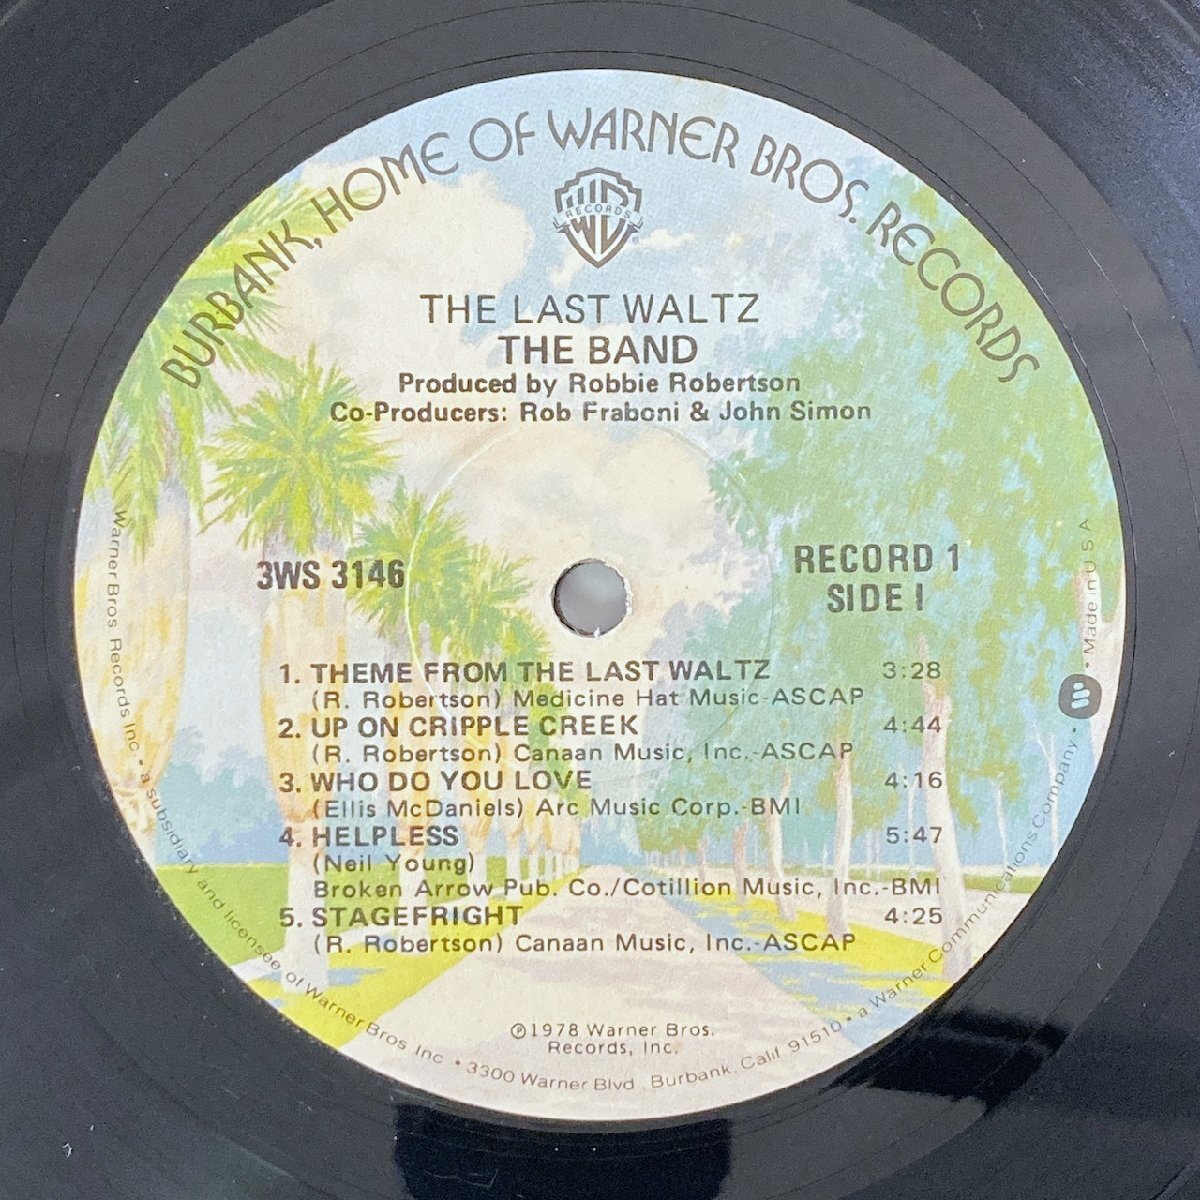 BURBANK, HOME OF WARNER BROS. RECORDS
RECORDS
THE LAST WALTZ
THE BAND
Produced by Robbie Robertson
Co-Producers: Rob Fraboni & John Simon
3WS 3146
RECORD 1
SIDE I
1. THEME FROM THE LAST WALTZ 3:28
(R. Robertson) Medicine Hat Music-ASCAP
2. UP ON CRIPPLE CREEK 4:44
(R. Robertson) Canaan Music, Inc.-ASCAP
3. WHO DO YOU LOVE 4:16
(Ellis McDaniels) Arc Music Corp.-BMI
4. HELPLESS 5:47
(Neil Young)
Broken Arrow Pub. Co./Cotillion Music, Inc.-BMI
5. STAGEFRIGHT 4:25
(R. Robertson) Canaan Music, Inc.-ASCAP
℗1978 Warner Bros.
Records, Inc.
Warner Bros Records Inc • a subsidiary and licensee of Warner Bros Inc • 3300 Warner Blvd, Burbank, Calif 91510 • a Warner Communications Company • Made in U S A